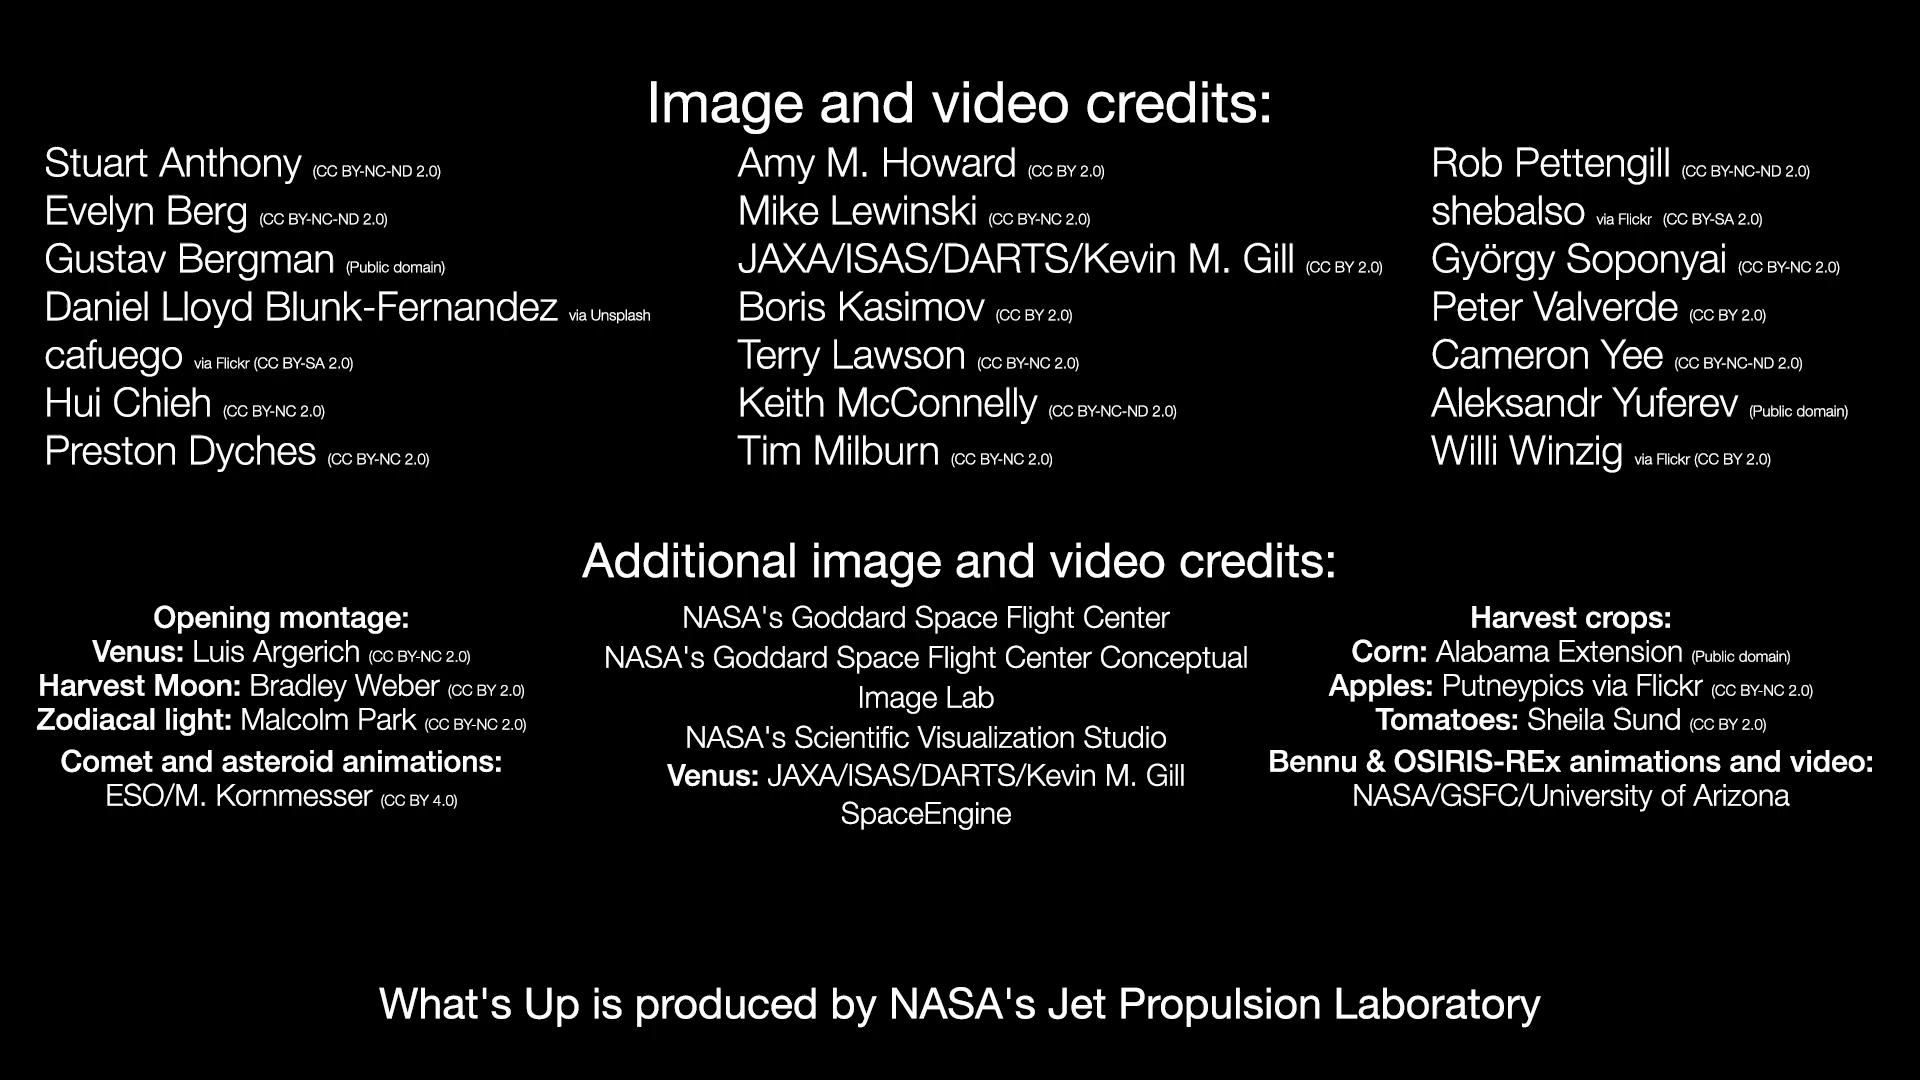 Image and video credits:
Stuart Anthony (CC BY-NC-ND 2.0)
Evelyn Berg (CC BY-NC-ND 2.0)
Gustav Bergman (Public domain)
Daniel Lloyd Blunk-Fernandez via Unsplash
cafuego via Flickr (CC BY-SA 2.0)
Hui Chieh (CC BY-NC 2.0)
Preston Dyches (CC BY-NC 2.0)
Amy M. Howard (CC BY 2.0)
Mike Lewinski (CC BY-NC 2.0)
JAXA/ISAS/DARTS/Kevin M. Gill (CC BY 2.0)
Boris Kasimov (CC BY 2.0)
Terry Lawson (CC BY-NC 2.0)
Keith McConnelly (CC BY-NC-ND 2.0)
Tim Milburn (CC BY-NC 2.0)
Rob Pettengill (CC BY-NC-ND 2.0)
shebalso via Flickr (CC BY-SA 2.0)
György Soponyai (CC BY-NC 2.0)
Peter Valverde (CC BY 2.0)
Cameron Yee (CC BY-NC-ND 2.0)
Aleksandr Yuferev (Public domain)
Willi Winzig via Flickr (CC BY 2.0)
Additional image and video credits:
Opening montage:
Venus: Luis Argerich (CC BY-NC 2.0)
Harvest Moon: Bradley Weber (CC BY 2.0)
Zodiacal light: Malcolm Park (CC BY-NC 2.0)
Comet and asteroid animations:
ESO/M. Kornmesser (CC BY 4.0)
NASA's Goddard Space Flight Center
NASA's Goddard Space Flight Center Conceptual
Image Lab
NASA's Scientific Visualization Studio
Venus: JAXA/ISAS/DARTS/Kevin M. Gill
SpaceEngine
Harvest crops:
Corn: Alabama Extension (Public domain)
Apples: Putneypics via Flickr (CC BY-NC 2.0)
Tomatoes: Sheila Sund (CC BY 2.0)
Bennu & OSIRIS-REx animations and video:
NASA/GSFC/University of Arizona
What's Up is produced by NASA's Jet Propulsion Laboratory